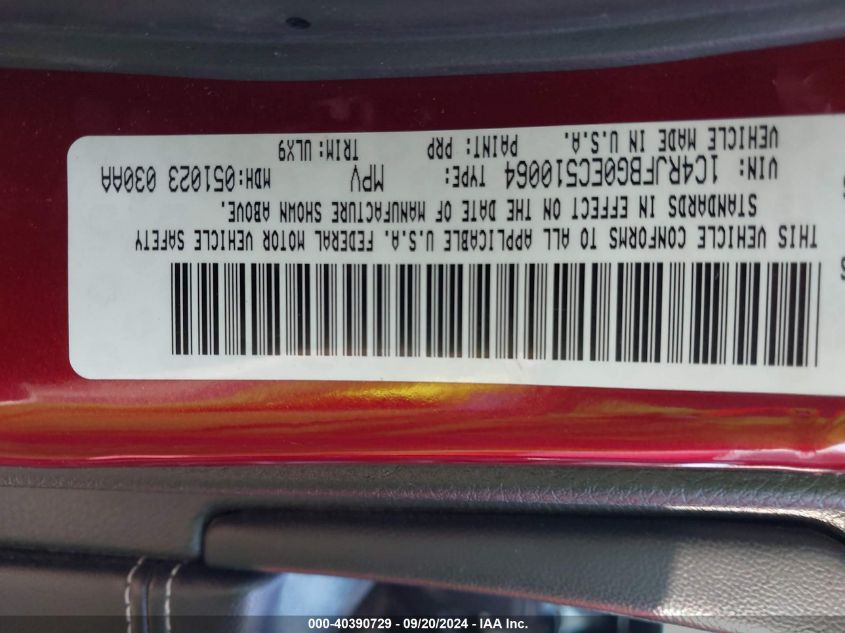 THIS VEHICLE CONFORMS TO ALL APPLICABLE U.S.A. FEDERAL MOTOR VEHICLE SAFETY
STANDARDS IN EFFECT ON THE DATE OF MANUFACTURE SHOWN ABOVE.
VIN: 1C4RJFBG0EC510064 TYPE: MPV MDH:051023 030AA
VEHICLE MADE IN U.S.A. PAINT: PRP TRIM:ULX9
000-40390729 - 09/20/2024 - IAA Inc.